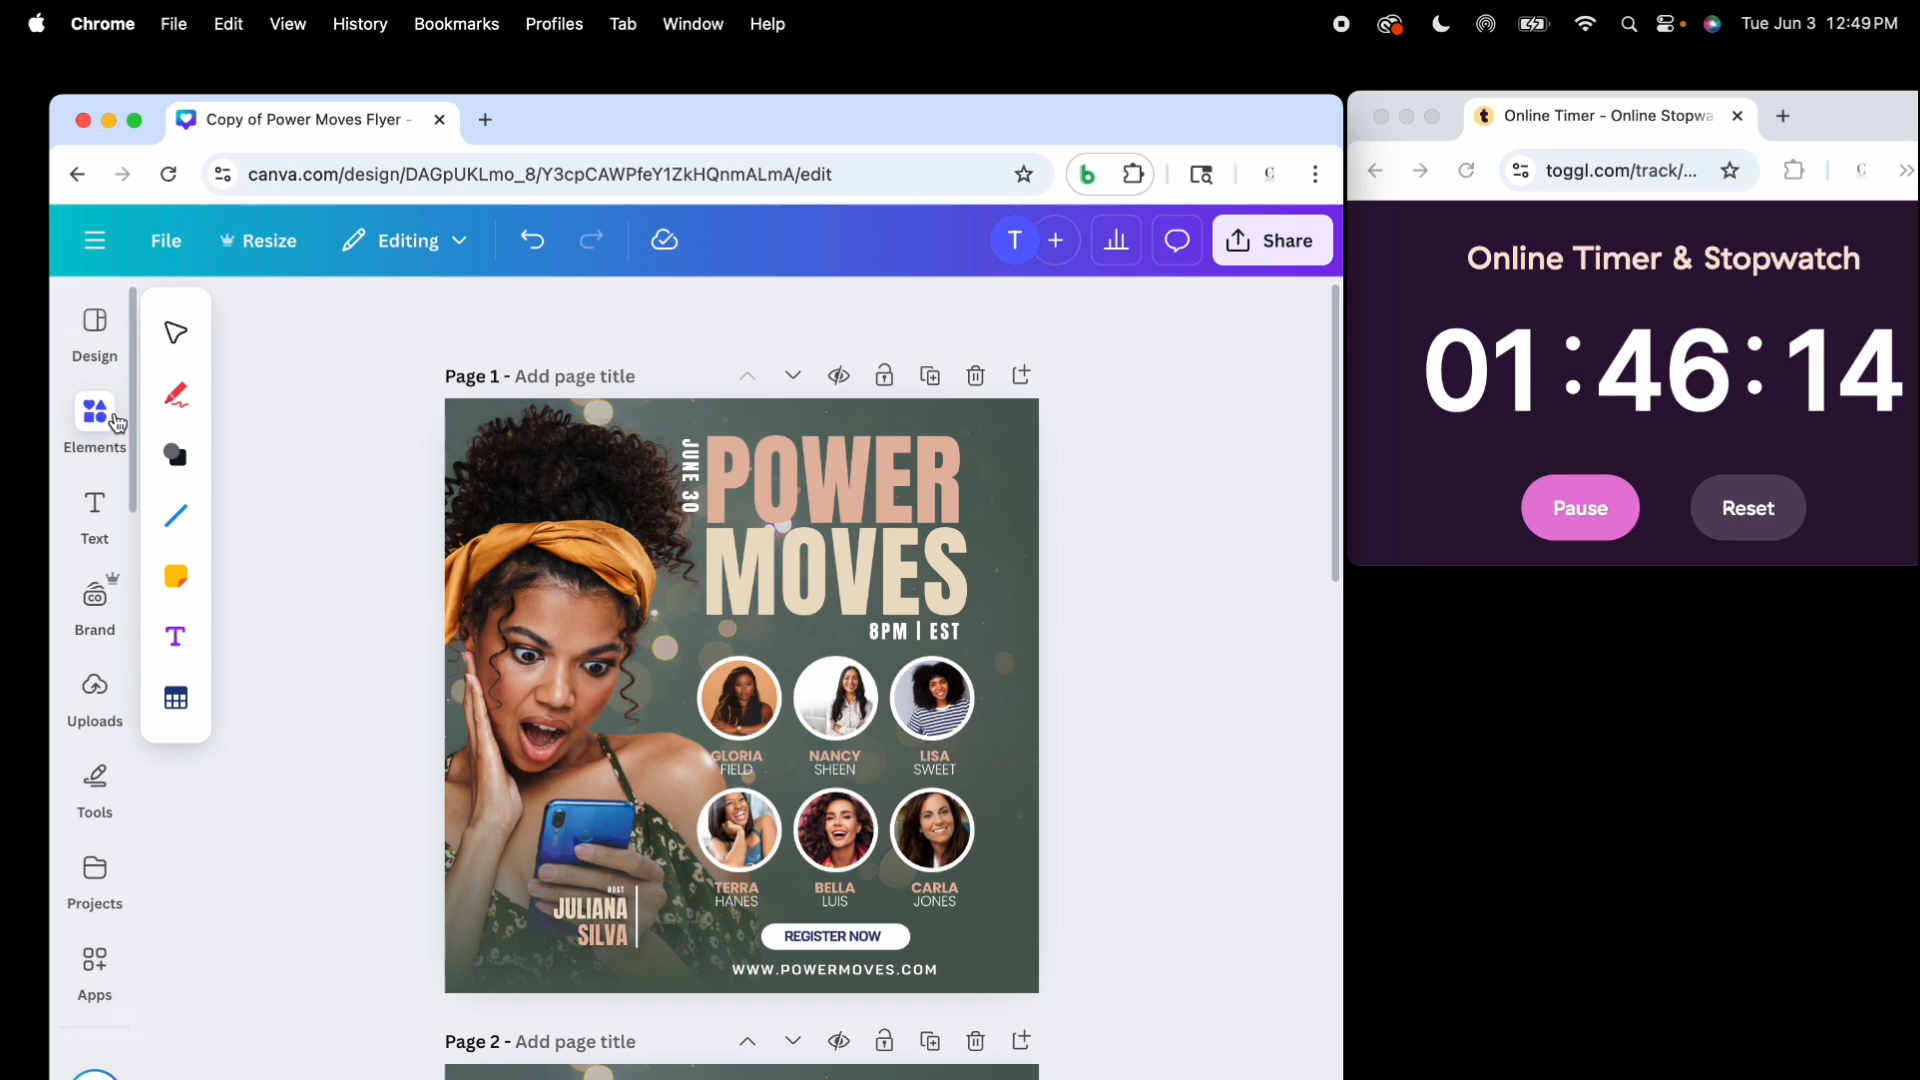 Chrome File Edit View History Bookmarks Profiles Tab Window Help
Tue Jun 3 12:49 PM
Copy of Power Moves Flyer -
canva.com/design/DAGpUKLmo_8/Y3cpCAWPfeY1ZkHQnmALmA/edit
File Resize Editing
T
Share
Design
Elements
Text
Brand
Uploads
Tools
Projects
Apps
Page 1 - Add page title
JUNE 30
POWER
MOVES
8PM | EST
GLORIA
FIELD
NANCY
SHEEN
LISA
SWEET
TERRA
HANES
BELLA
LUIS
CARLA
JONES
HOST
JULIANA
SILVA
REGISTER NOW
WWW.POWERMOVES.COM
Page 2 - Add page title
Online Timer - Online Stopwa
toggl.com/track/...
Online Timer & Stopwatch
01:46:14
Pause
Reset